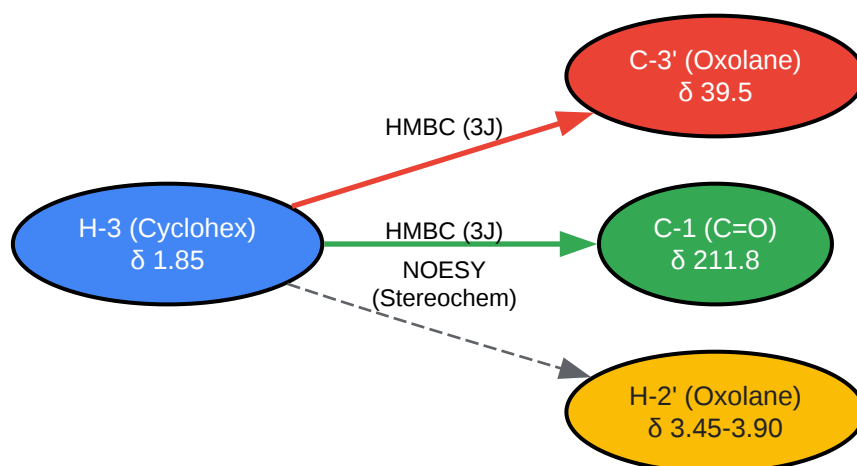 C-3' (Oxolane)
δ 39.5
HMBC (3J)
H-3 (Cyclohex)
δ 1.85
HMBC (3J)
C-1 (C=O)
δ 211.8
NOESY
(Stereochem)
H-2' (Oxolane)
δ 3.45-3.90